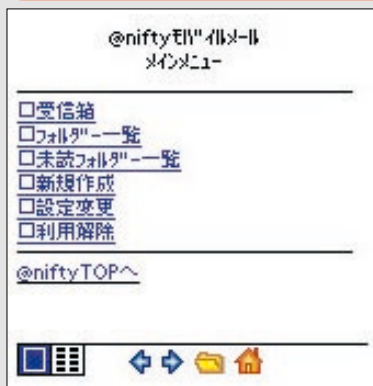 @niftyﾓﾊﾞｲﾙﾒｰﾙ
ﾒｲﾝﾒﾆｭｰ
□受信箱
□ﾌｫﾙﾀﾞｰ一覧
□未読ﾌｫﾙﾀﾞｰ一覧
□新規作成
□設定変更
□利用解除
@niftyTOPへ